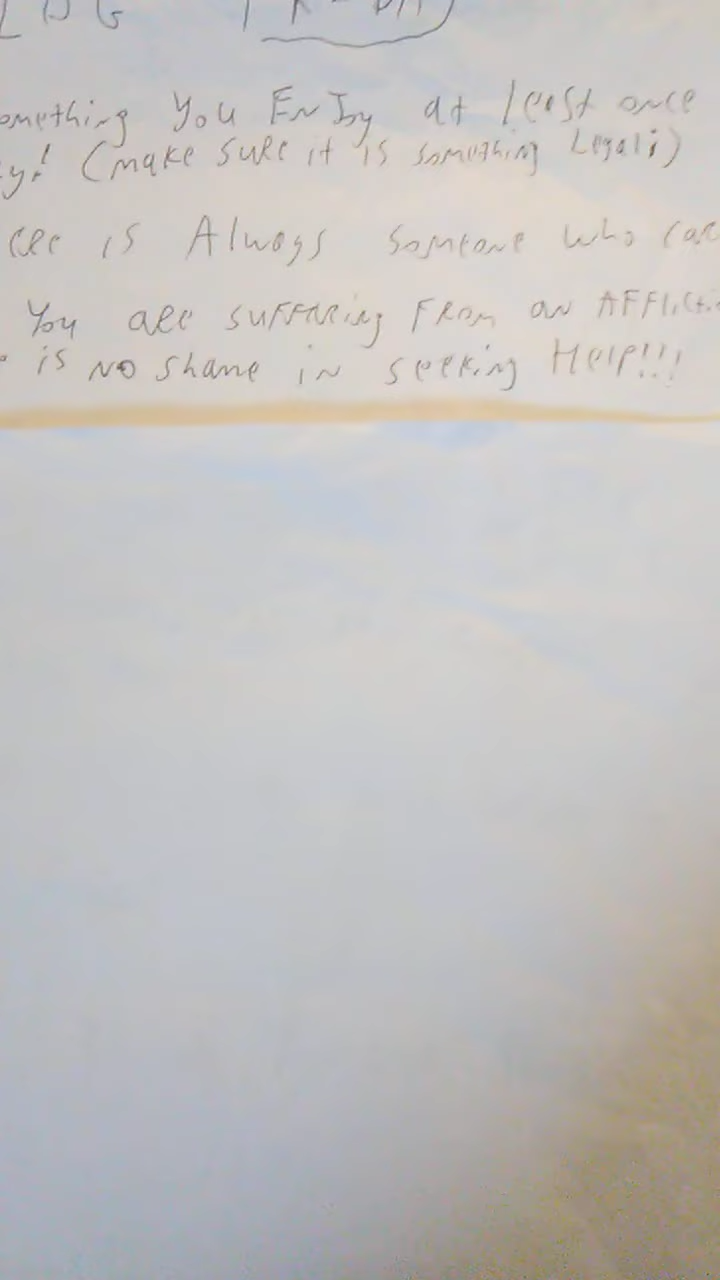 omething You EnJoy at least once
y! (make sure it is something Legal;)
ere is Always someone who car
You are suffering From an AFFlicti
e is NO shame in seeking Help!!!